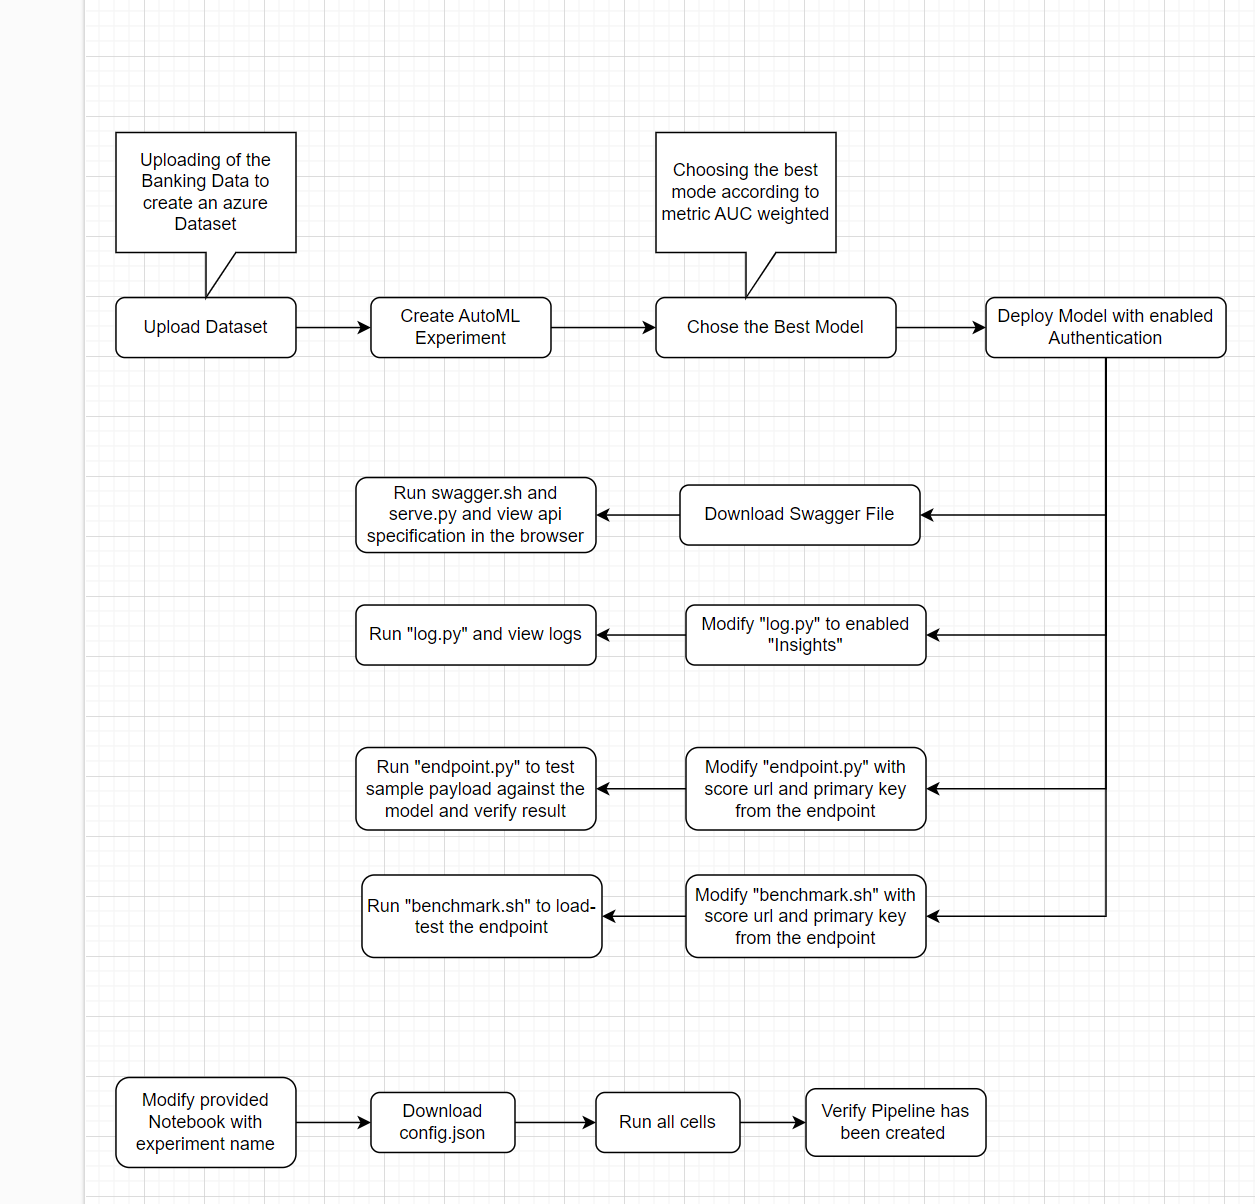 Uploading of the
Banking Data to
create an azure
Dataset
Choosing the best
mode according to
metric AUC weighted
Upload Dataset
Create AutoML
Experiment
Chose the Best Model
Deploy Model with enabled
Authentication
Run swagger.sh and
serve.py and view api
specification in the browser
Download Swagger File
Run "log.py" and view logs
Modify "log.py" to enabled
"Insights"
Run "endpoint.py" to test
sample payload against the
model and verify result
Modify "endpoint.py" with
score url and primary key
from the endpoint
Run "benchmark.sh" to load-
test the endpoint
Modify "benchmark.sh" with
score url and primary key
from the endpoint
Modify provided
Notebook with
experiment name
Download
config.json
Run all cells
Verify Pipeline has
been created